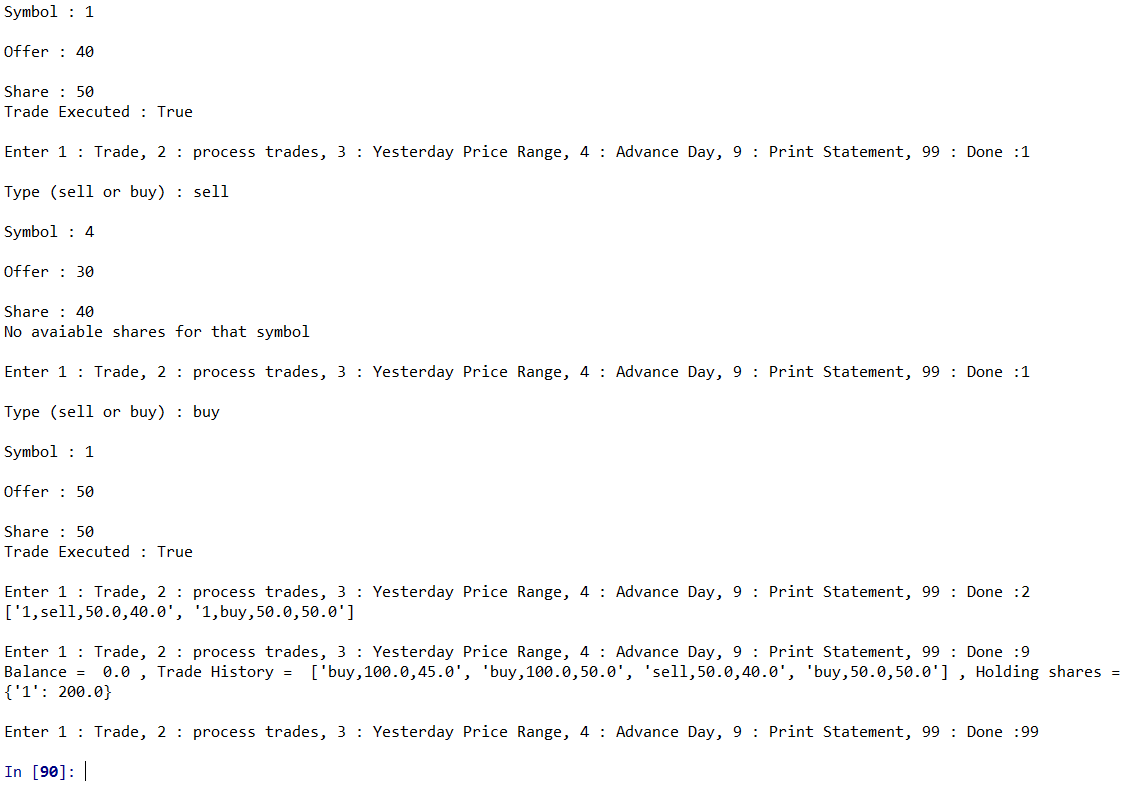 Symbol : 1
Offer : 40
Share : 50
Trade Executed : True
Enter 1 : Trade, 2 : process trades, 3 : Yesterday Price Range, 4 : Advance Day, 9 : Print Statement, 99 : Done :1
Type (sell or buy) : sell
Symbol : 4
Offer : 30
Share : 40
No avaiable shares for that symbol
Enter 1 : Trade, 2 : process trades, 3 : Yesterday Price Range, 4 : Advance Day, 9 : Print Statement, 99 : Done :1
Type (sell or buy) : buy
Symbol : 1
Offer : 50
Share : 50
Trade Executed : True
Enter 1 : Trade, 2 : process trades, 3 : Yesterday Price Range, 4 : Advance Day, 9 : Print Statement, 99 : Done :2
['1,sell,50.0,40.0', '1,buy,50.0,50.0']
Enter 1 : Trade, 2 : process trades, 3 : Yesterday Price Range, 4 : Advance Day, 9 : Print Statement, 99 : Done :9
Balance =  0.0 , Trade History =  ['buy,100.0,45.0', 'buy,100.0,50.0', 'sell,50.0,40.0', 'buy,50.0,50.0'] , Holding shares =
{'1': 200.0}
Enter 1 : Trade, 2 : process trades, 3 : Yesterday Price Range, 4 : Advance Day, 9 : Print Statement, 99 : Done :99
In [90]: